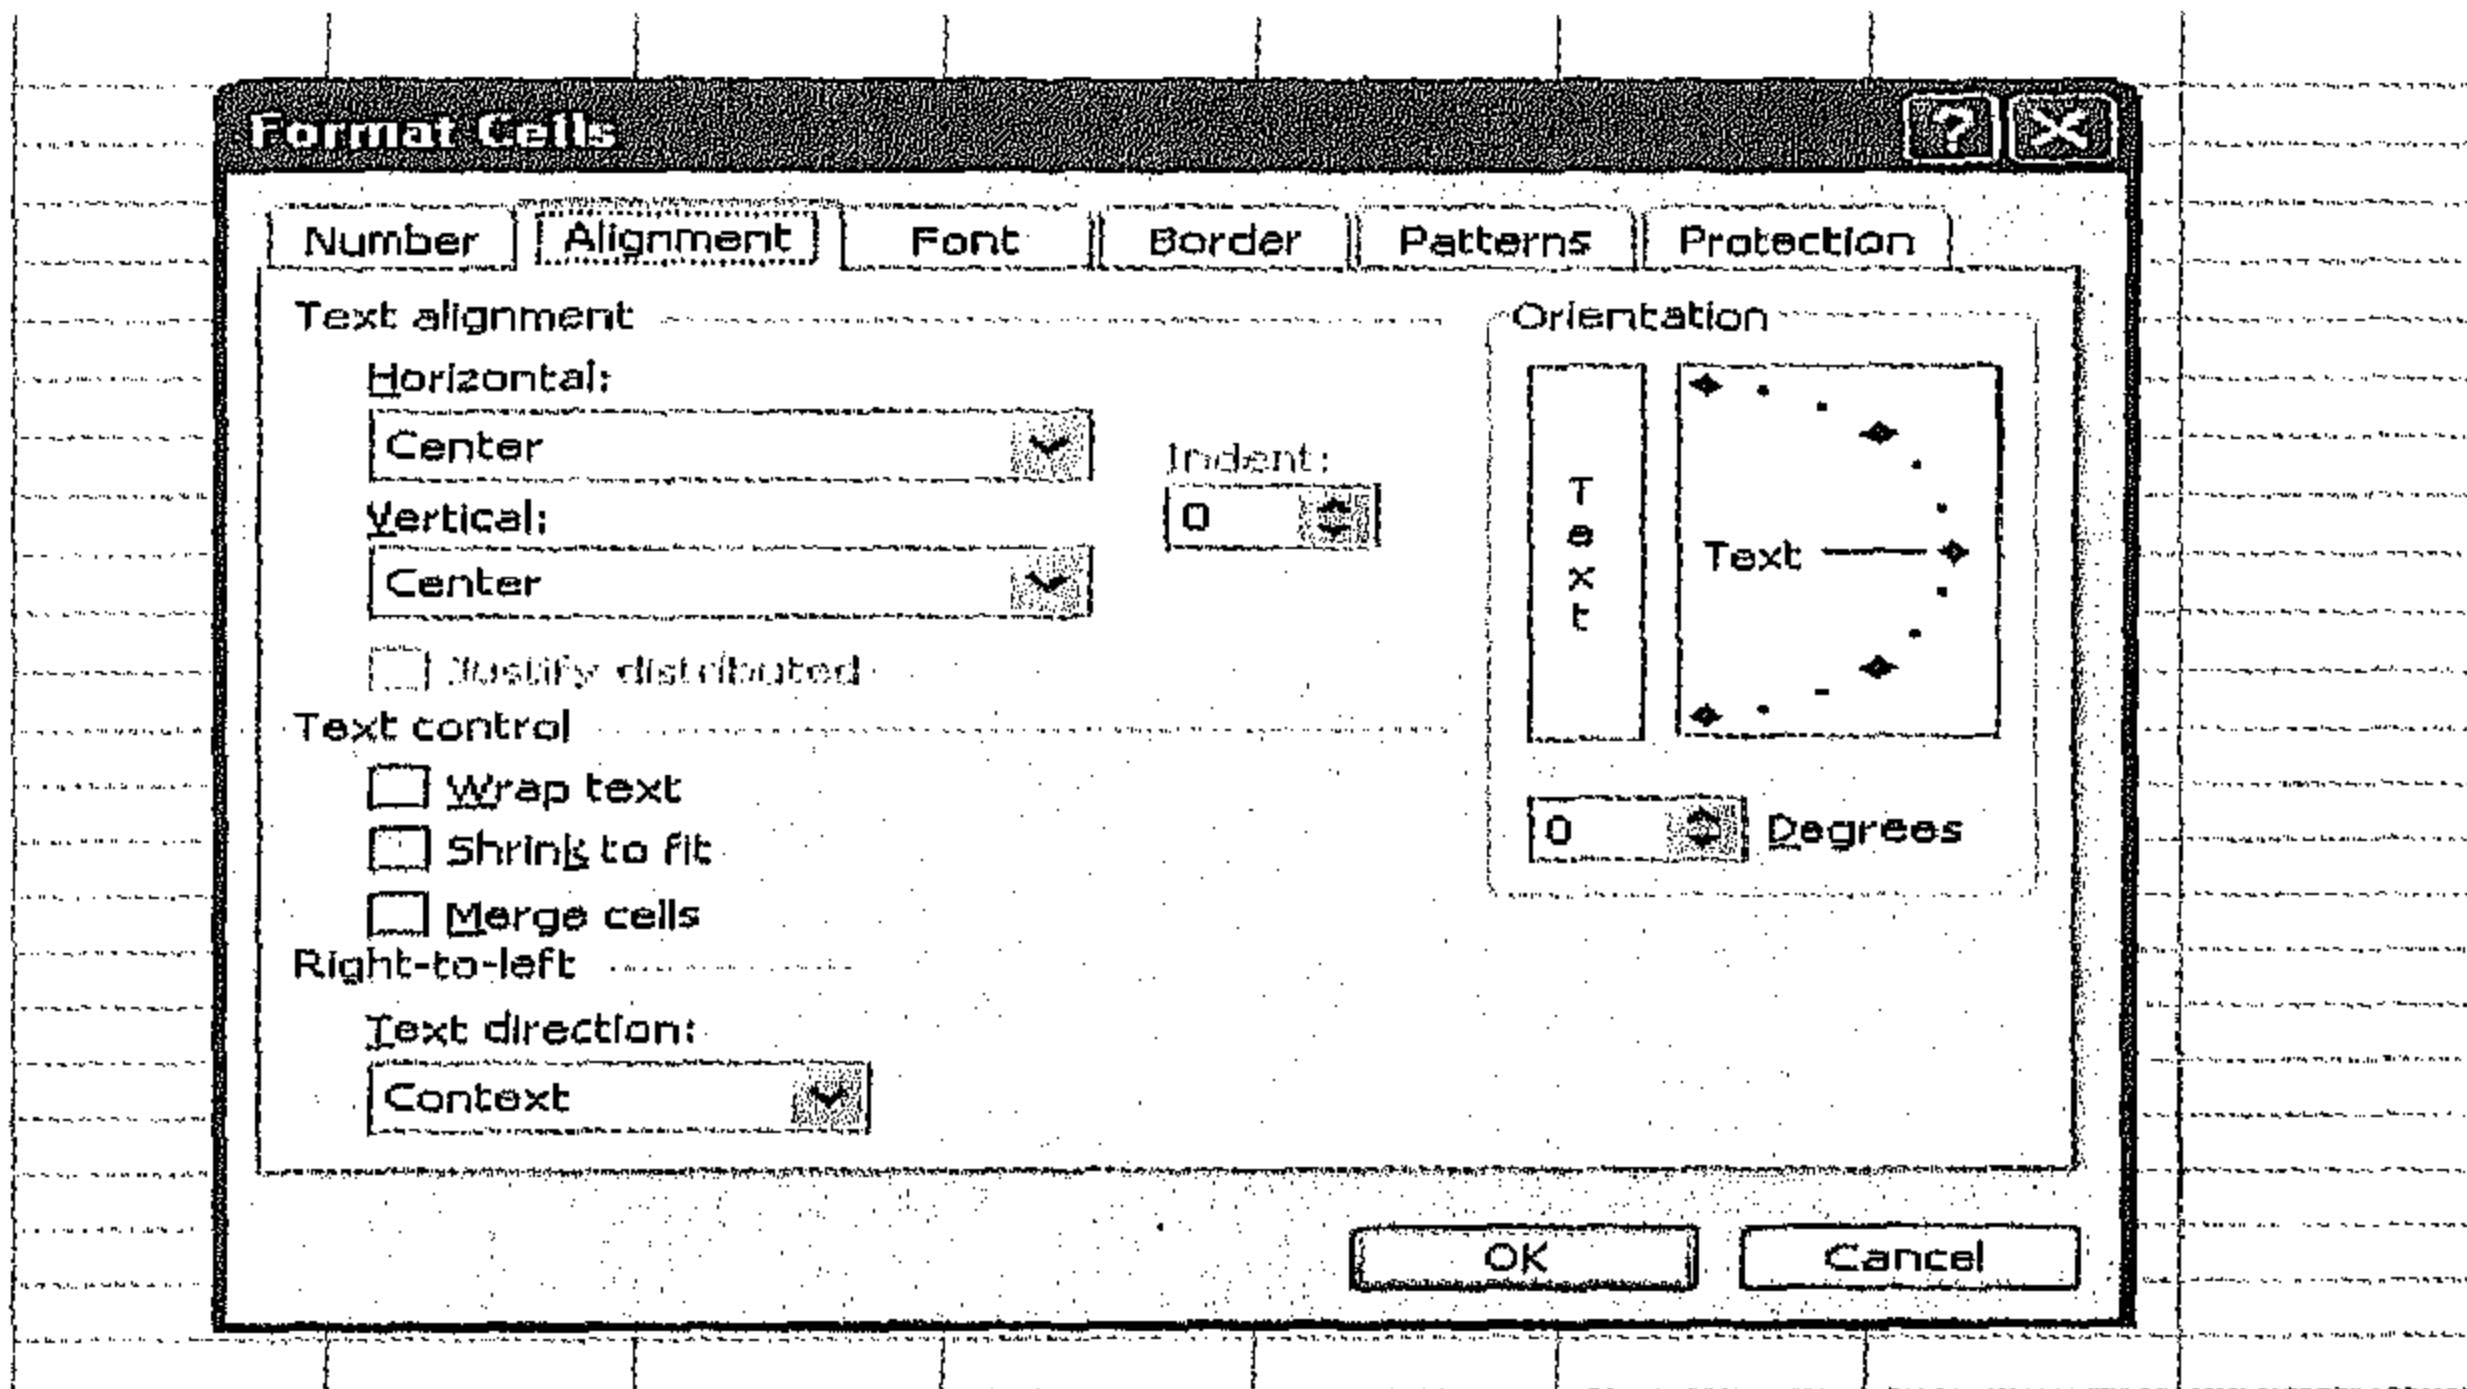 Format Cells
Number Alignment Font Border Patterns Protection
Text alignment
Horizontal:
Center
Indent:
0
Vertical:
Center
Justify distributed
Text control
Wrap text
Shrink to fit
Merge cells
Right-to-left
Text direction:
Context
Orientation
T
e
x
t
Text
0 Degrees
OK Cancel